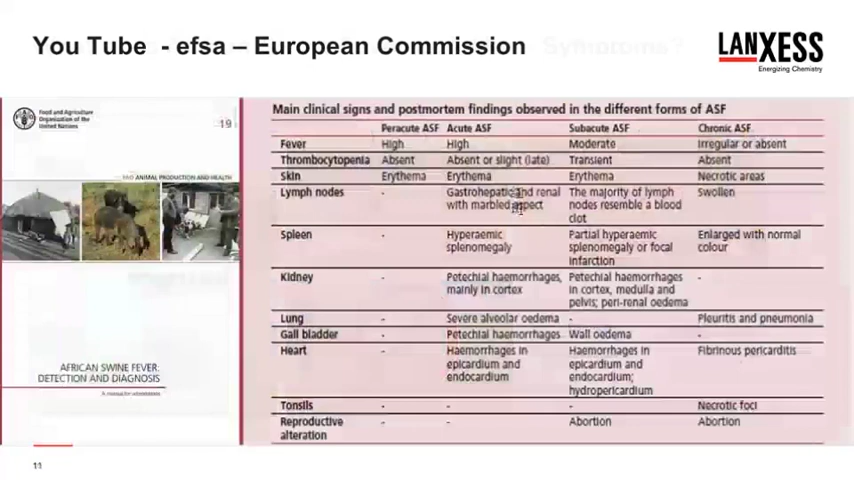 You Tube - efsa – European Commission
Symptoms?
LANXESS
Energizing Chemistry
Food and Agriculture
Organization of the
United Nations
19
FAO ANIMAL PRODUCTION AND HEALTH
AFRICAN SWINE FEVER:
DETECTION AND DIAGNOSIS
A manual for veterinarians
Main clinical signs and postmortem findings observed in the different forms of ASF
Peracute ASF Acute ASF Subacute ASF Chronic ASF
Fever High High Moderate Irregular or absent
Thrombocytopenia Absent Absent or slight (late) Transient Absent
Skin Erythema Erythema Erythema Necrotic areas
Lymph nodes - Gastrohepatic and renal The majority of lymph Swollen
with marbled aspect nodes resemble a blood
clot
Spleen - Hyperaemic Partial hyperaemic Enlarged with normal
splenomegaly splenomegaly or focal colour
infarction
Kidney - Petechial haemorrhages, Petechial haemorrhages -
mainly in cortex in cortex, medulla and
pelvis; peri-renal oedema
Lung - Severe alveolar oedema - Pleuritis and pneumonia
Gall bladder - Petechial haemorrhages Wall oedema -
Heart - Haemorrhages in Haemorrhages in Fibrinous pericarditis
epicardium and epicardium and
endocardium endocardium;
hydropericardium
Tonsils - - - Necrotic foci
Reproductive - - Abortion Abortion
alteration
11